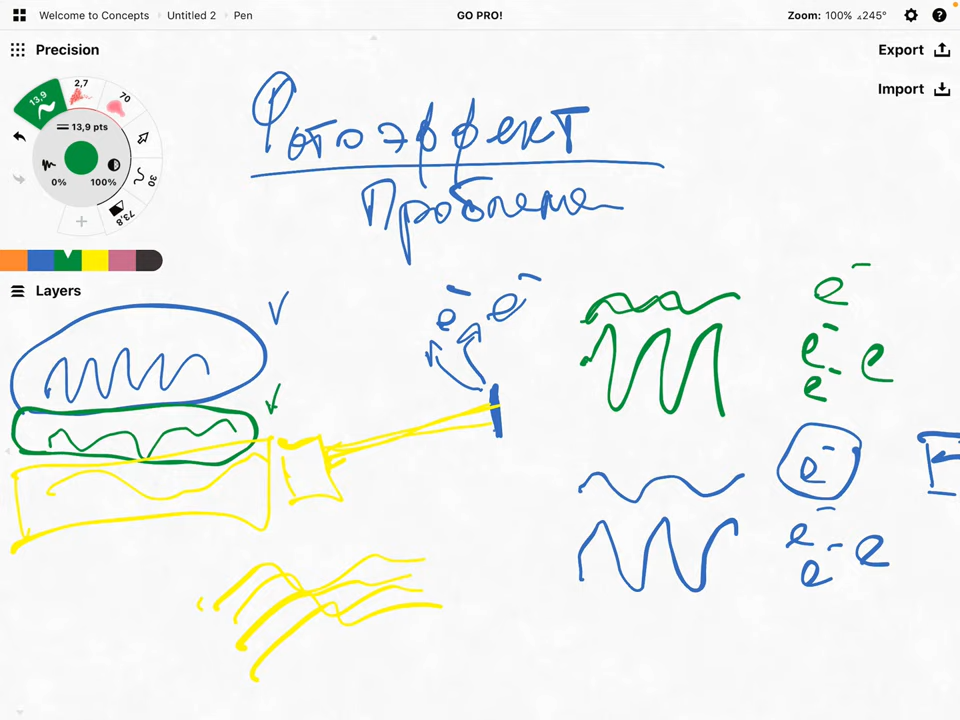 Welcome to Concepts › Untitled 2 › Pen
GO PRO!
Zoom: 100% ⊿245°
Precision
Export
Import
13,9
2,7
70
13,9 pts
0%
100%
30
73,8
Layers
Фотоэффект
Проблема
e⁻ e⁻
e⁻
e⁻
e⁻ e
e⁻
e⁻
e⁻ e